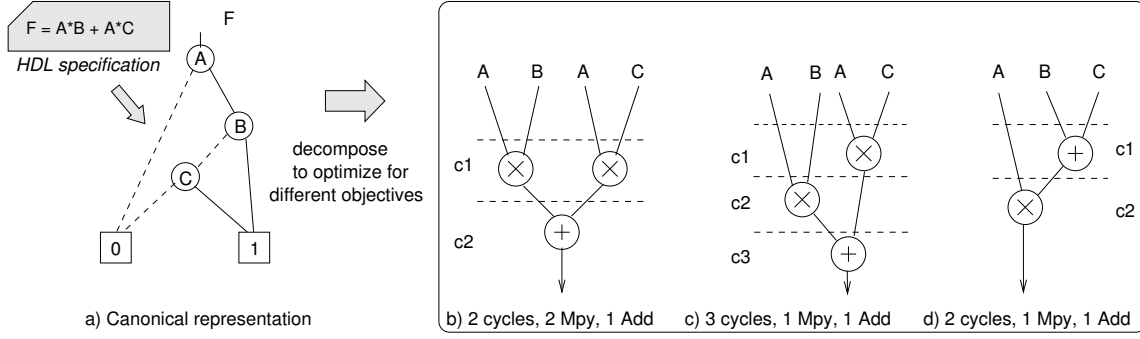 F = A*B + A*C
HDL specification
F
A
B
C
0
1
decompose
to optimize for
different objectives
a) Canonical representation
A B A C
c1
× ×
c2
+
b) 2 cycles, 2 Mpy, 1 Add
A B A C
c1
×
c2
×
c3
+
c) 3 cycles, 1 Mpy, 1 Add
A B C
+
c1
×
c2
d) 2 cycles, 1 Mpy, 1 Add